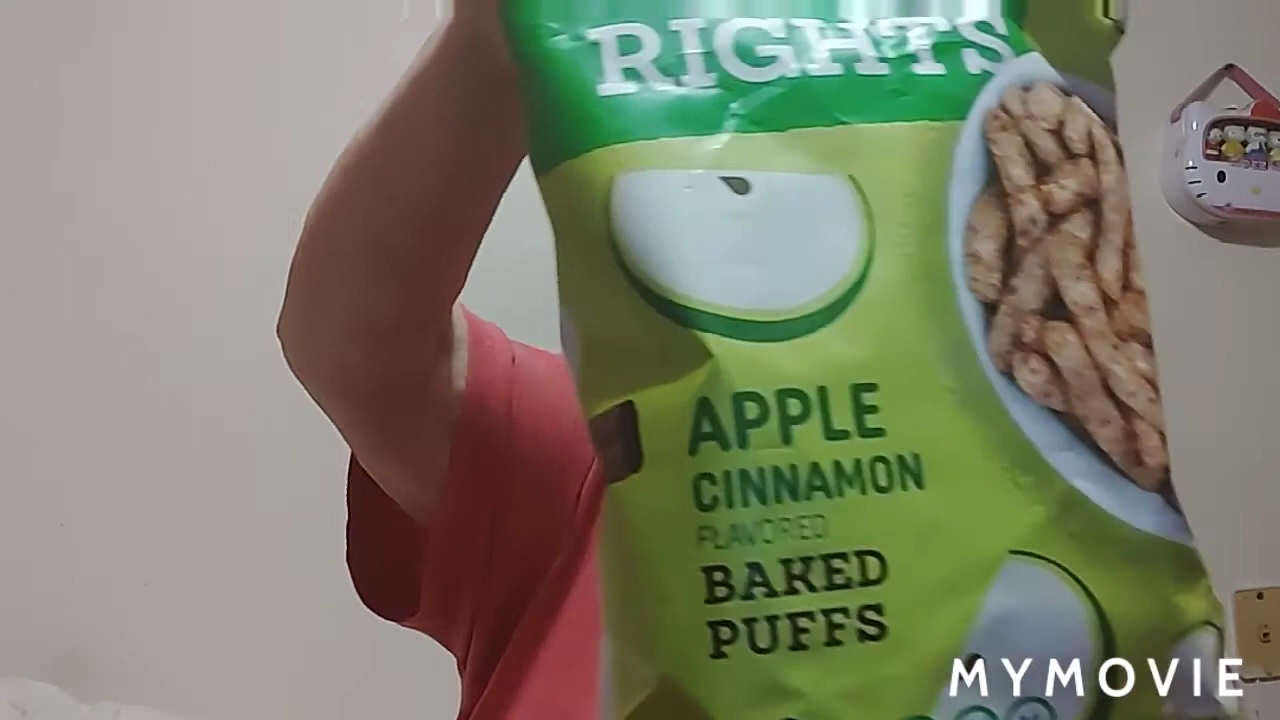 RIGHTS
APPLE
CINNAMON
FLAVORED
BAKED
PUFFS
MYMOVIE